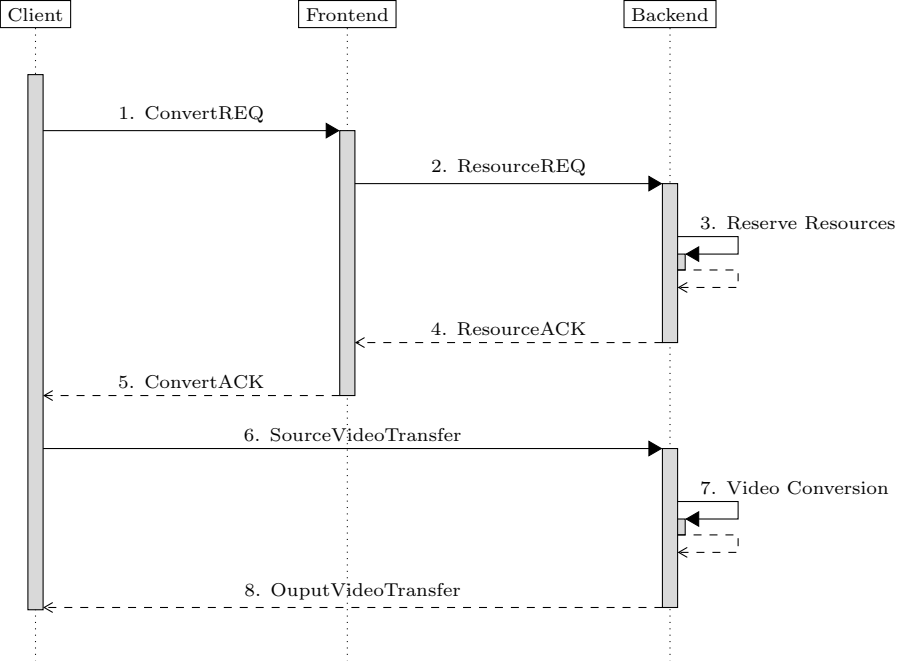 Client
Frontend
Backend
1. ConvertREQ
2. ResourceREQ
3. Reserve Resources
4. ResourceACK
5. ConvertACK
6. SourceVideoTransfer
7. Video Conversion
8. OuputVideoTransfer